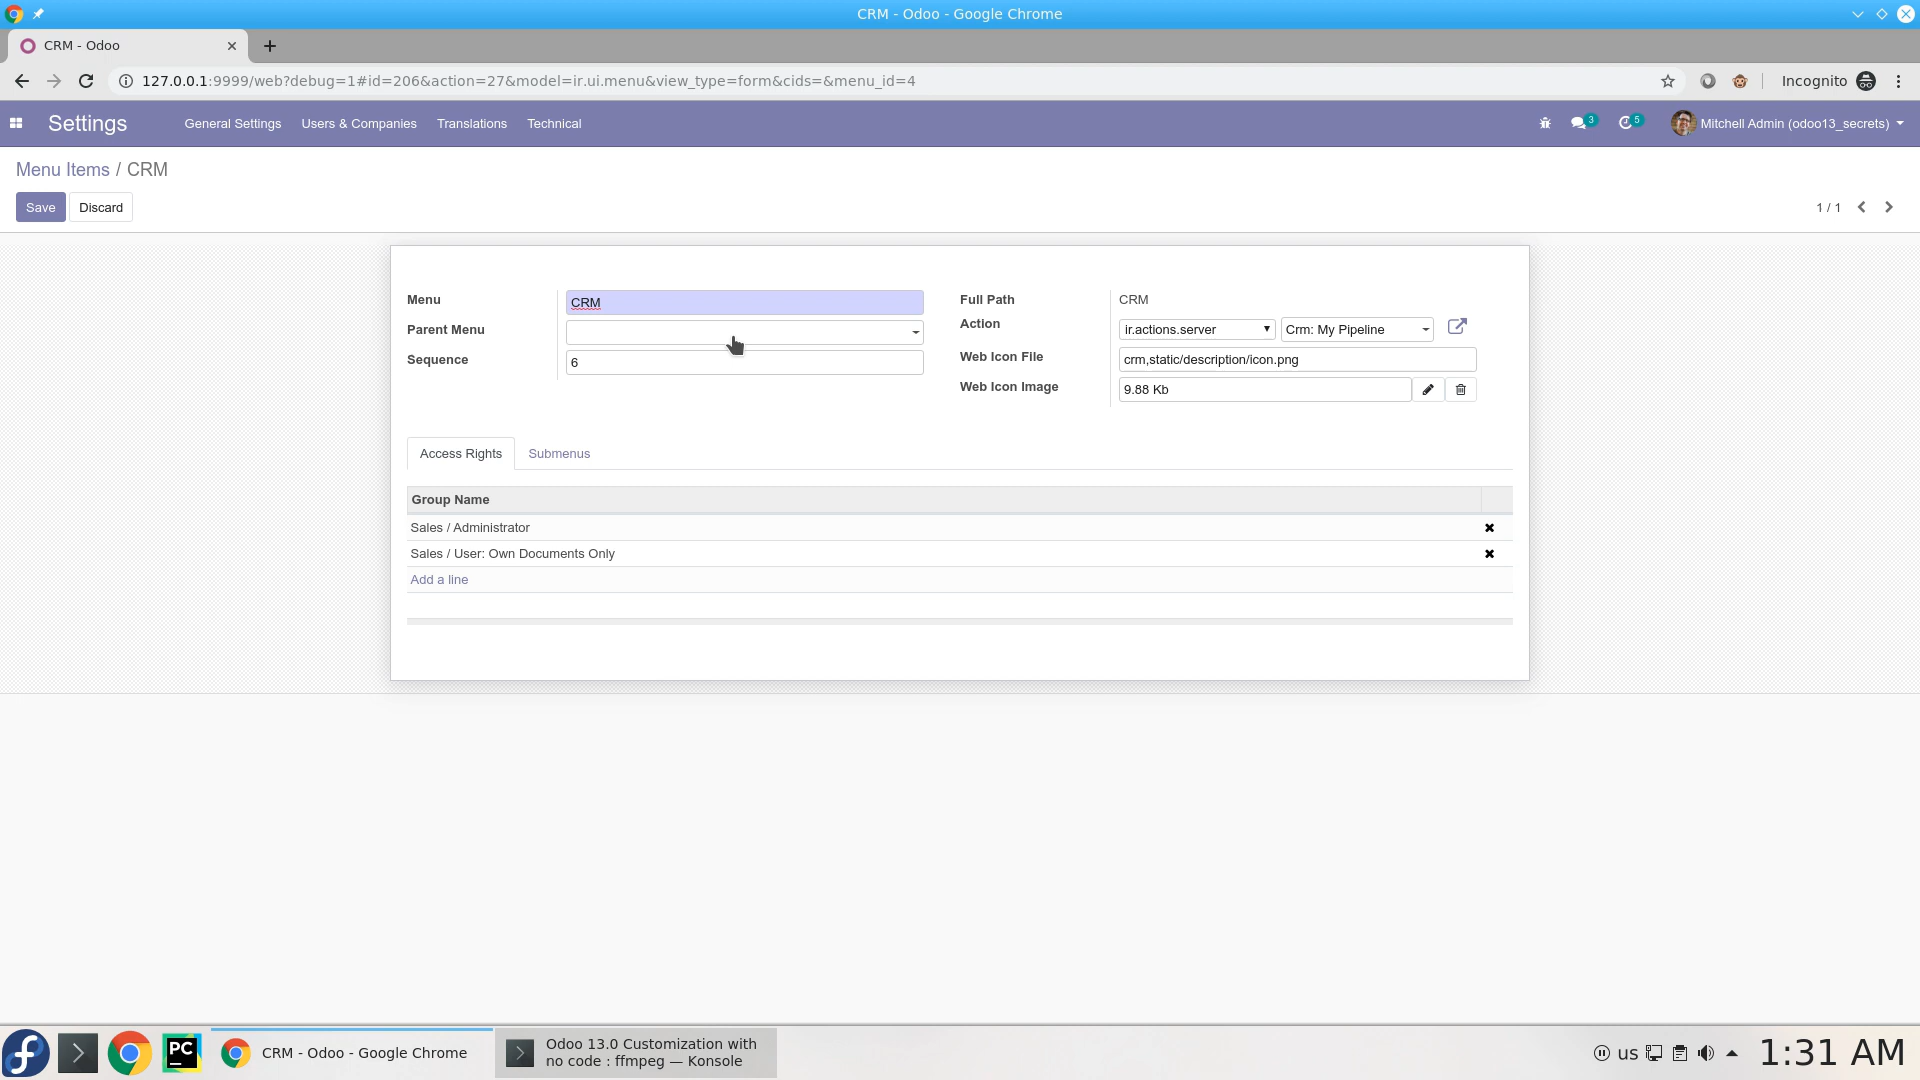 CRM - Odoo - Google Chrome
CRM - Odoo
127.0.0.1:9999/web?debug=1#id=206&action=27&model=ir.ui.menu&view_type=form&cids=&menu_id=4
Incognito
Settings
General Settings
Users & Companies
Translations
Technical
3
5
Mitchell Admin (odoo13_secrets)
Menu Items / CRM
Save
Discard
1 / 1
Menu
CRM
Parent Menu
Sequence
6
Full Path
CRM
Action
ir.actions.server
Crm: My Pipeline
Web Icon File
crm,static/description/icon.png
Web Icon Image
9.88 Kb
Access Rights
Submenus
Group Name
Sales / Administrator
Sales / User: Own Documents Only
Add a line
PC
CRM - Odoo - Google Chrome
Odoo 13.0 Customization with
no code : ffmpeg — Konsole
us
1:31 AM